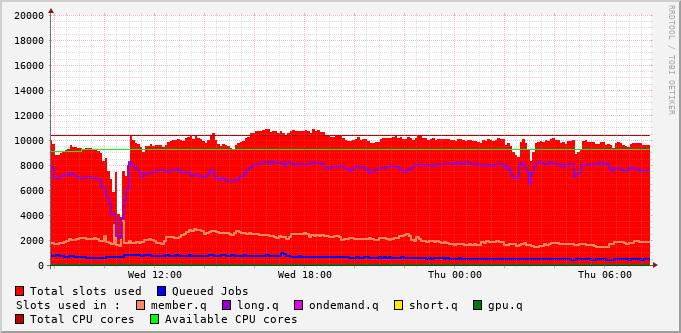 20000
18000
16000
14000
12000
10000
8000
6000
4000
2000
0
Wed 12:00 Wed 18:00 Thu 00:00 Thu 06:00
Total slots used Queued Jobs
Slots used in : member.q long.q ondemand.q short.q gpu.q
Total CPU cores Available CPU cores
RRDTOOL / TOBI OETIKER